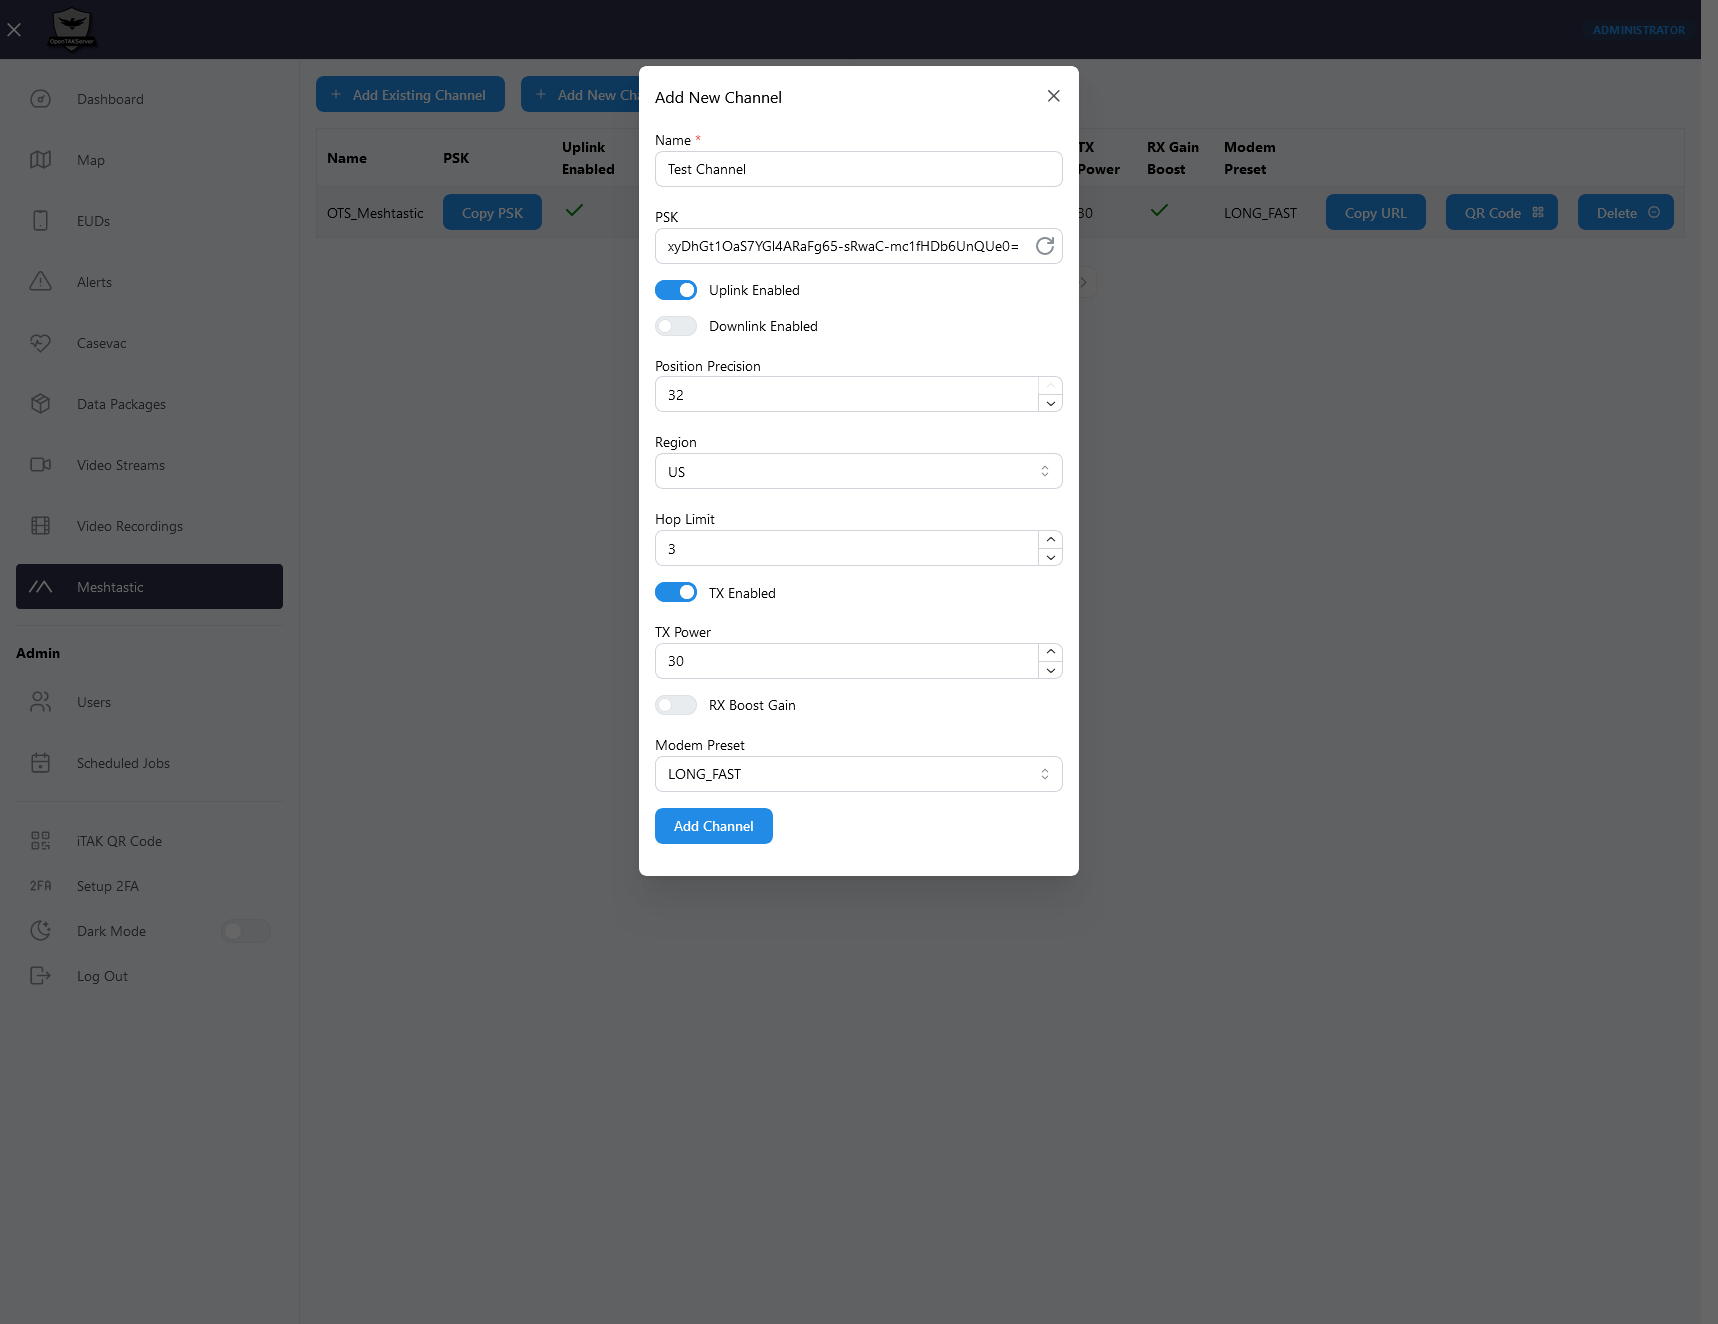 OpenTAKServer
ADMINISTRATOR
Dashboard
Map
EUDs
Alerts
Casevac
Data Packages
Video Streams
Video Recordings
Meshtastic
Admin
Users
Scheduled Jobs
iTAK QR Code
2FA Setup 2FA
Dark Mode
Log Out
+ Add Existing Channel
+ Add New Cha
Name
PSK
Uplink Enabled
TX Power
RX Gain Boost
Modem Preset
OTS_Meshtastic
Copy PSK
30
LONG_FAST
Copy URL
QR Code
Delete
Add New Channel
Name *
Test Channel
PSK
xyDhGt1OaS7YGl4ARaFg65-sRwaC-mc1fHDb6UnQUe0=
Uplink Enabled
Downlink Enabled
Position Precision
32
Region
US
Hop Limit
3
TX Enabled
TX Power
30
RX Boost Gain
Modem Preset
LONG_FAST
Add Channel